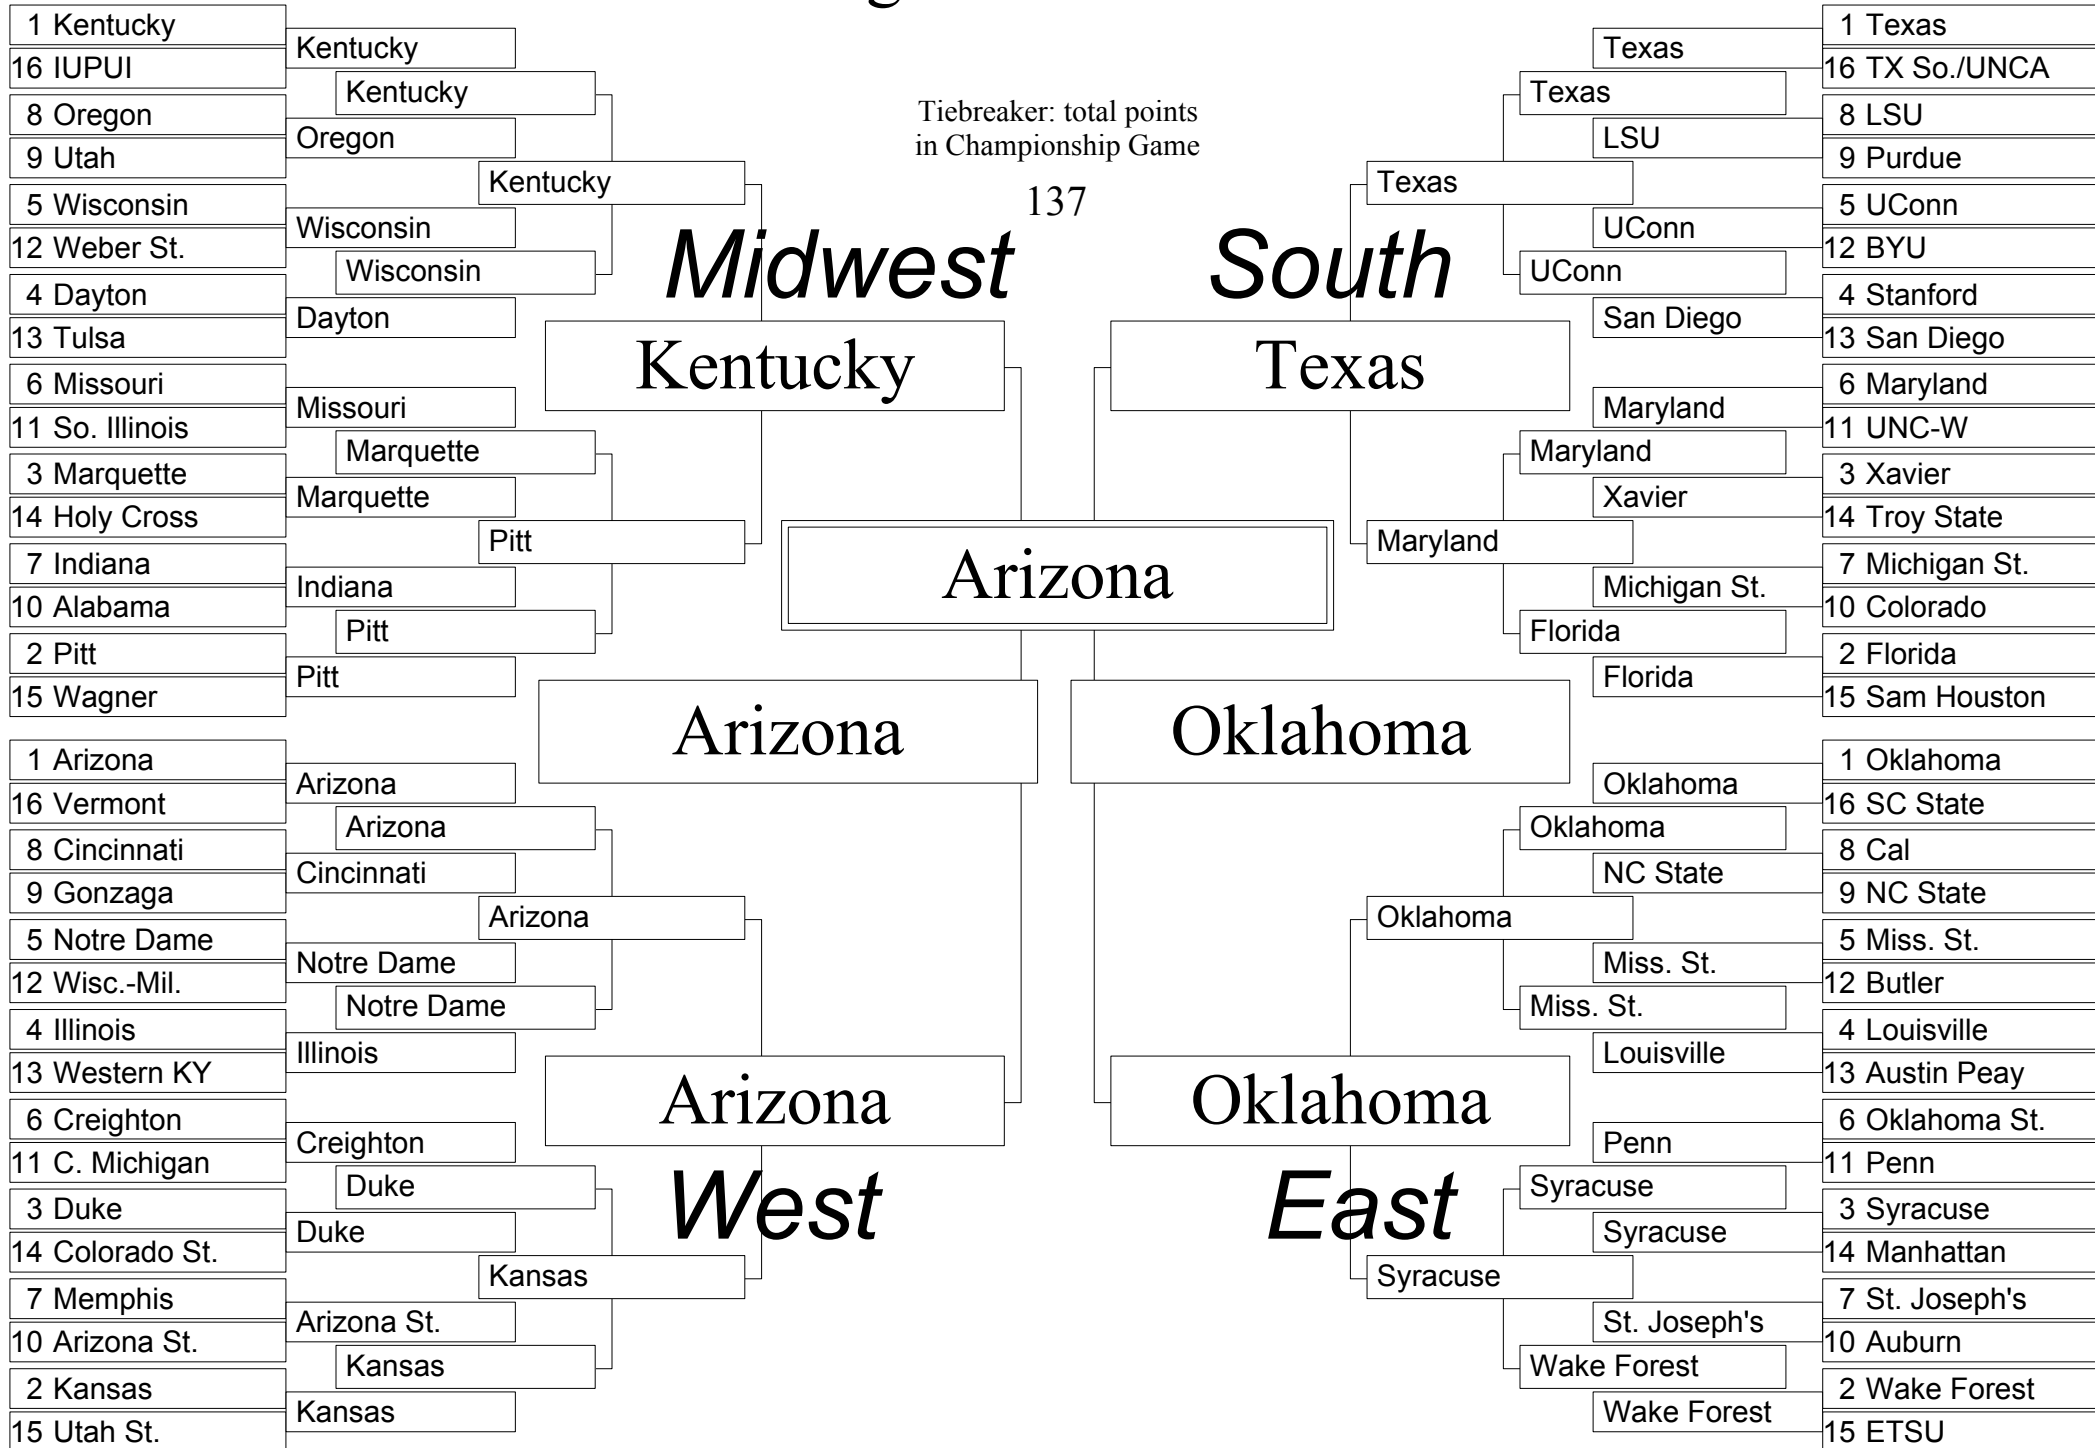 1 Kentucky
16 IUPUI
8 Oregon
9 Utah
5 Wisconsin
12 Weber St.
4 Dayton
13 Tulsa
6 Missouri
11 So. Illinois
3 Marquette
14 Holy Cross
7 Indiana
10 Alabama
2 Pitt
15 Wagner
Kentucky
Oregon
Wisconsin
Dayton
Missouri
Marquette
Indiana
Pitt
Kentucky
Wisconsin
Marquette
Pitt
Kentucky
Pitt
Midwest
Kentucky
1 Arizona
16 Vermont
8 Cincinnati
9 Gonzaga
5 Notre Dame
12 Wisc.-Mil.
4 Illinois
13 Western KY
6 Creighton
11 C. Michigan
3 Duke
14 Colorado St.
7 Memphis
10 Arizona St.
2 Kansas
15 Utah St.
Arizona
Cincinnati
Notre Dame
Illinois
Creighton
Duke
Arizona St.
Kansas
Arizona
Notre Dame
Duke
Kansas
Arizona
Kansas
Arizona
West
Tiebreaker: total points
in Championship Game
137
Arizona
Arizona
Oklahoma
South
Texas
Texas
Maryland
Texas
UConn
Maryland
Florida
Texas
LSU
UConn
San Diego
Maryland
Xavier
Michigan St.
Florida
1 Texas
16 TX So./UNCA
8 LSU
9 Purdue
5 UConn
12 BYU
4 Stanford
13 San Diego
6 Maryland
11 UNC-W
3 Xavier
14 Troy State
7 Michigan St.
10 Colorado
2 Florida
15 Sam Houston
Oklahoma
East
Oklahoma
Syracuse
Oklahoma
Miss. St.
Syracuse
Wake Forest
Oklahoma
NC State
Miss. St.
Louisville
Penn
Syracuse
St. Joseph's
Wake Forest
1 Oklahoma
16 SC State
8 Cal
9 NC State
5 Miss. St.
12 Butler
4 Louisville
13 Austin Peay
6 Oklahoma St.
11 Penn
3 Syracuse
14 Manhattan
7 St. Joseph's
10 Auburn
2 Wake Forest
15 ETSU